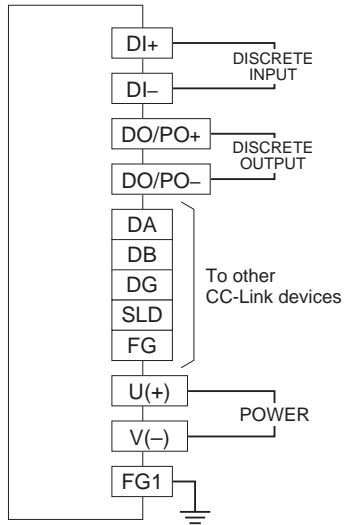 DI+
DISCRETE
INPUT
DI–
DO/PO+
DISCRETE
OUTPUT
DO/PO–
DA
DB
DG
SLD
FG
To other
CC-Link devices
U(+)
POWER
V(–)
FG1